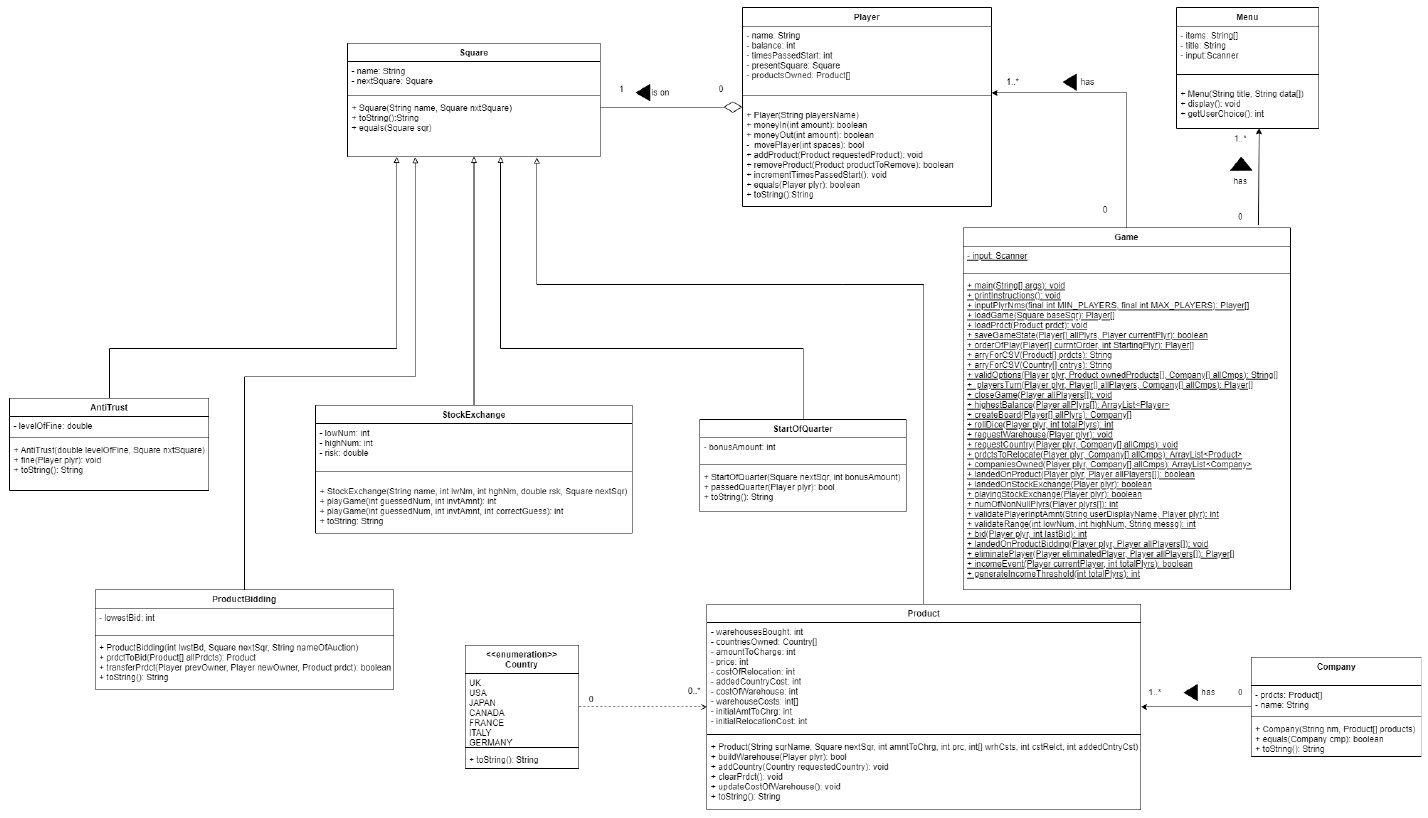 Player
- name: String
- balance: int
- timesPassedStart: int
- presentSquare: Square
- productsOwned: Product[]
+ Player(String playersName)
+ moneyIn(int amount): boolean
+ moneyOut(int amount): boolean
- movePlayer(int spaces): bool
+ addProduct(Product requestedProduct): void
+ removeProduct(Product productToRemove): boolean
+ incrementTimesPassedStart(): void
+ equals(Player plyr): boolean
+ toString():String
Menu
- items: String[]
- title: String
- input:Scanner
+ Menu(String title, String data[])
+ display(): void
+ getUserChoice(): int
Square
- name: String
- nextSquare: Square
+ Square(String name, Square nxtSquare)
+ toString():String
+ equals(Square sqr)
1
is on
0
1..*
has
0
1..*
has
0
Game
- input: Scanner
+ main(String[] args): void
+ printInstructions(): void
+ inputPlyrNms(final int MIN_PLAYERS, final int MAX_PLAYERS): Player[]
+ loadGame(Square baseSqr): Player[]
+ loadPrdct(Product prdct): void
+ saveGameState(Player[] allPlyrs, Player currentPlyr): boolean
+ orderOfPlay(Player[] currntOrder, int StartingPlyr): Player[]
+ arryForCSV(Product[] prdcts): String
+ arryForCSV(Country[] cntrys): String
+ validOptions(Player plyr, Product ownedProducts[], Company[] allCmps): String[]
+ playersTurn(Player plyr, Player[] allPlayers, Company[] allCmps): Player[]
+ closeGame(Player allPlayers[]): void
+ highestBalance(Player allPlyrs[]): ArrayList<Player>
+ createBoard(Player[] allPlyrs): Company[]
+ rollDice(Player plyr, int totalPlyrs): int
+ requestWarehouse(Player plyr): void
+ requestCountry(Player plyr, Company[] allCmps): void
+ prdctsToRelocate(Player plyr, Company[] allCmps): ArrayList<Product>
+ companiesOwned(Player plyr, Company[] allCmps): ArrayList<Company>
+ landedOnProduct(Player plyr, Player allPlayers[]): boolean
+ landedOnStockExchange(Player plyr): boolean
+ playingStockExchange(Player plyr): boolean
+ numOfNonNullPlyrs(Player plyrs[]): int
+ validatePlayerInptAmnt(String userDisplayName, Player plyr): int
+ validateRange(int lowNum, int highNum, String messg): int
+ bid(Player plyr, int lastBid): int
+ landedOnProductBidding(Player plyr, Player allPlayers[]): void
+ eliminatePlayer(Player eliminatedPlayer, Player allPlayers[]): Player[]
+ incomeEvent(Player currentPlayer, int totalPlyrs): boolean
+ generateIncomeThreshold(int totalPlyrs): int
AntiTrust
- levelOfFine: double
+ AntiTrust(double levelOfFine, Square nxtSquare)
+ fine(Player plyr): void
+ toString(): String
StockExchange
- lowNum: int
- highNum: int
- risk: double
+ StockExchange(String name, int lwNm, int hghNm, double rsk, Square nextSqr)
+ playGame(int guessedNum, int invtAmnt): int
+ playGame(int guessedNum, int invtAmnt, int correctGuess): int
+ toString: String
StartOfQuarter
- bonusAmount: int
+ StartOfQuarter(Square nextSqr, int bonusAmount)
+ passedQuarter(Player plyr): bool
+ toString(): String
ProductBidding
- lowestBid: int
+ ProductBidding(int lwstBd, Square nextSqr, String nameOfAuction)
+ prdctToBid(Product[] allPrdcts): Product
+ transferPrdct(Player prevOwner, Player newOwner, Product prdct): boolean
+ toString(): String
<<enumeration>>
Country
UK
USA
JAPAN
CANADA
FRANCE
ITALY
GERMANY
+ toString(): String
0
0..*
Product
- warehousesBought: int
- countriesOwned: Country[]
- amountToCharge: int
- price: int
- costOfRelocation: int
- addedCountryCost: int
- costOfWarehouse: int
- warehouseCosts: int[]
- initialAmtToChrg: int
- initialRelocationCost: int
+ Product(String sqrName, Square nextSqr, int amntToChrg, int prc, int[] wrhCsts, int cstRelct, int addedCntryCst)
+ buildWarehouse(Player plyr): bool
+ addCountry(Country requestedCountry): void
+ clearPrdct(): void
+ updateCostOfWarehouse(): void
+ toString(): String
1..*
has
0
Company
- prdcts: Product[]
- name: String
+ Company(String nm, Product[] products)
+ equals(Company cmp): boolean
+ toString(): String